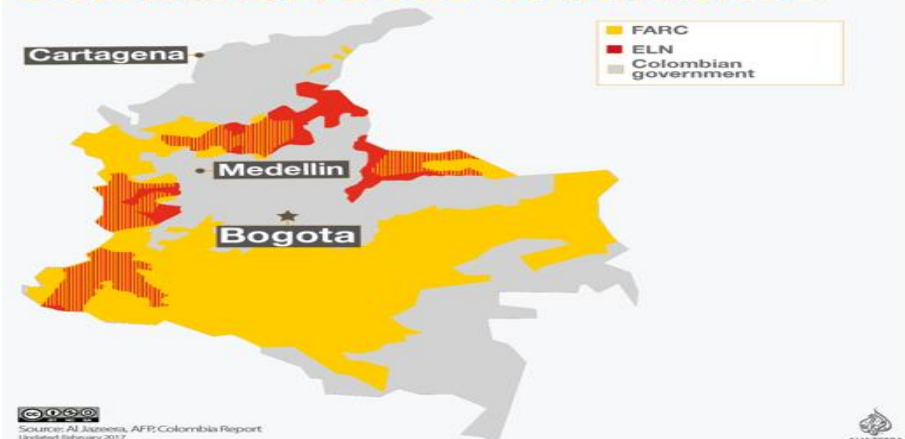 Cartagena
FARC
ELN
Colombian
government
Medellin
Bogota
Source: Al Jazeera, AFP, Colombia Report
Updated: February 2017